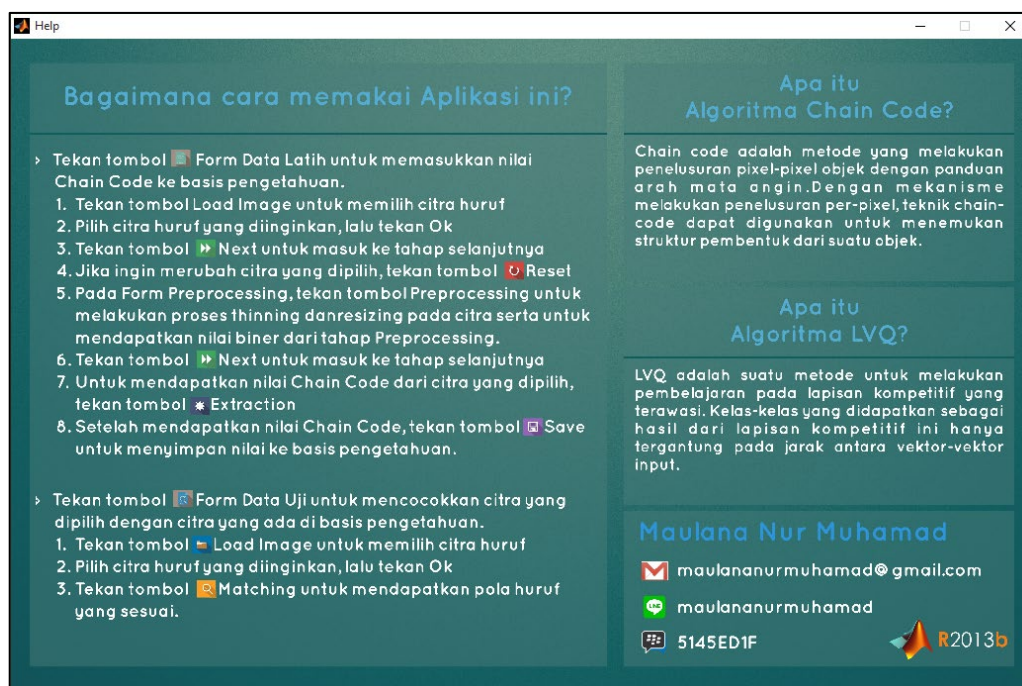 Help
Bagaimana cara memakai Aplikasi ini?
› Tekan tombol Form Data Latih untuk memasukkan nilai
Chain Code ke basis pengetahuan.
1. Tekan tombol Load Image untuk memilih citra huruf
2. Pilih citra huruf yang diinginkan, lalu tekan Ok
3. Tekan tombol Next untuk masuk ke tahap selanjutnya
4. Jika ingin merubah citra yang dipilih, tekan tombol Reset
5. Pada Form Preprocessing, tekan tombol Preprocessing untuk
melakukan proses thinning danresizing pada citra serta untuk
mendapatkan nilai biner dari tahap Preprocessing.
6. Tekan tombol Next untuk masuk ke tahap selanjutnya
7. Untuk mendapatkan nilai Chain Code dari citra yang dipilih,
tekan tombol Extraction
8. Setelah mendapatkan nilai Chain Code, tekan tombol Save
untuk menyimpan nilai ke basis pengetahuan.
› Tekan tombol Form Data Uji untuk mencocokkan citra yang
dipilih dengan citra yang ada di basis pengetahuan.
1. Tekan tombol Load Image untuk memilih citra huruf
2. Pilih citra huruf yang diinginkan, lalu tekan Ok
3. Tekan tombol Matching untuk mendapatkan pola huruf
yang sesuai.
Apa itu
Algoritma Chain Code?
Chain code adalah metode yang melakukan
penelusuran pixel-pixel objek dengan panduan
arah mata angin.Dengan mekanisme
melakukan penelusuran per-pixel, teknik chain-
code dapat digunakan untuk menemukan
struktur pembentuk dari suatu objek.
Apa itu
Algoritma LVQ?
LVQ adalah suatu metode untuk melakukan
pembelajaran pada lapisan kompetitif yang
terawasi. Kelas-kelas yang didapatkan sebagai
hasil dari lapisan kompetitif ini hanya
tergantung pada jarak antara vektor-vektor
input.
Maulana Nur Muhamad
maulananurmuhamad@gmail.com
LINE
maulananurmuhamad
5145ED1F
R2013b